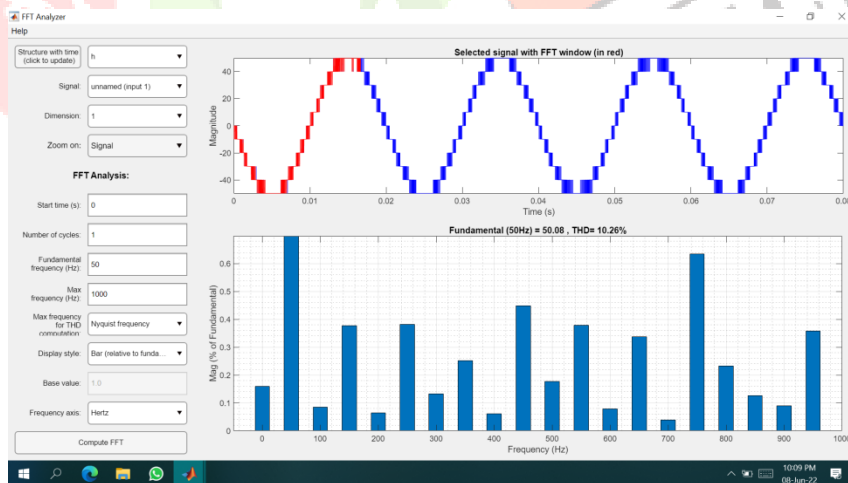 FFT Analyzer
Help
Structure with time
(click to update)
h
Signal:
unnamed (input 1)
Dimension:
1
Zoom on:
Signal
FFT Analysis:
Start time (s):
0
Number of cycles:
1
Fundamental
frequency (Hz):
50
Max
frequency (Hz):
1000
Max frequency
for THD
computation:
Nyquist frequency
Display style:
Bar (relative to funda...
Base value:
1.0
Frequency axis:
Hertz
Compute FFT
Selected signal with FFT window (in red)
Magnitude
40
20
0
-20
-40
0 0.01 0.02 0.03 0.04 0.05 0.06 0.07 0.08
Time (s)
Fundamental (50Hz) = 50.08 , THD= 10.26%
Mag (% of Fundamental)
0.6
0.5
0.4
0.3
0.2
0.1
0
0 100 200 300 400 500 600 700 800 900 1000
Frequency (Hz)
10:09 PM
08-Jun-22